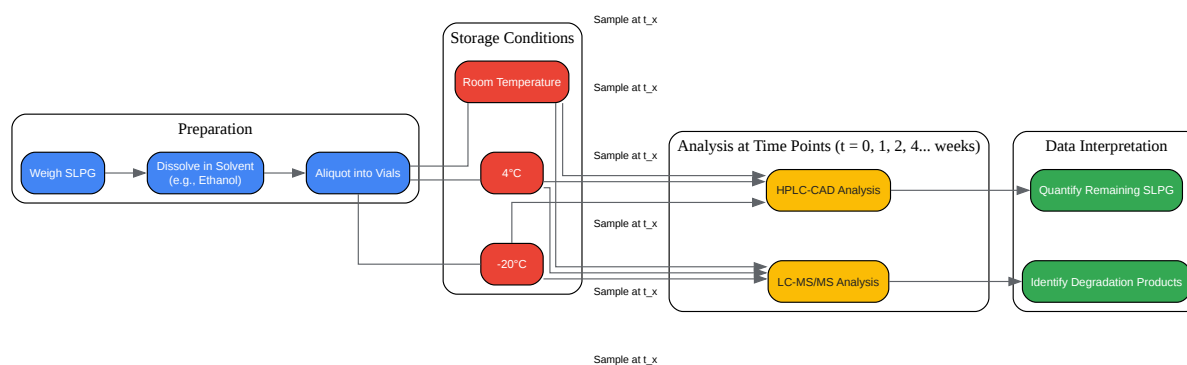 Preparation
Weigh SLPG
Dissolve in Solvent
(e.g., Ethanol)
Aliquot into Vials
Storage Conditions
Room Temperature
4°C
-20°C
Sample at t_x
Sample at t_x
Sample at t_x
Sample at t_x
Sample at t_x
Sample at t_x
Analysis at Time Points (t = 0, 1, 2, 4... weeks)
HPLC-CAD Analysis
LC-MS/MS Analysis
Data Interpretation
Quantify Remaining SLPG
Identify Degradation Products